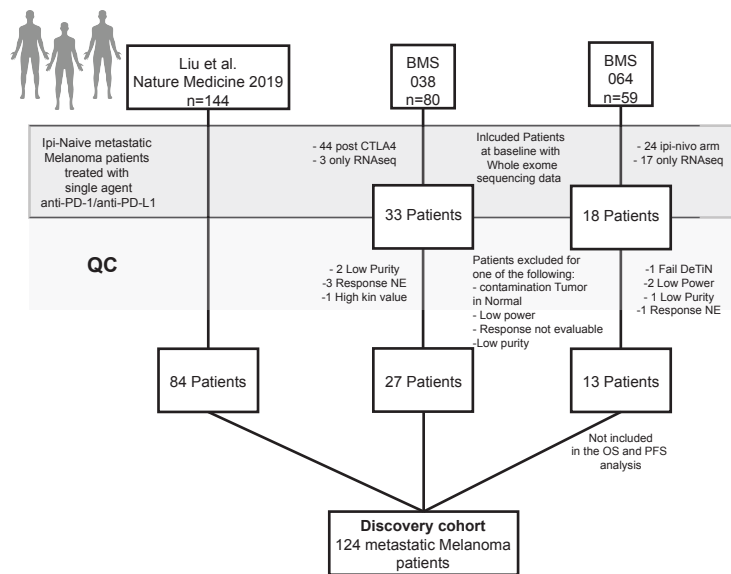 Liu et al.
Nature Medicine 2019
n=144
BMS
038
n=80
BMS
064
n=59
Ipi-Naive metastatic
Melanoma patients
treated with
single agent
anti-PD-1/anti-PD-L1
- 44 post CTLA4
- 3 only RNAseq
Inlcuded Patients
at baseline with
Whole exome
sequencing data
- 24 ipi-nivo arm
- 17 only RNAseq
33 Patients
18 Patients
QC
- 2 Low Purity
-3 Response NE
-1 High kin value
Patients excluded for
one of the following:
- contamination Tumor
in Normal
- Low power
- Response not evaluable
-Low purity
-1 Fail DeTiN
-2 Low Power
- 1 Low Purity
-1 Response NE
84 Patients
27 Patients
13 Patients
Not included
in the OS and PFS
analysis
Discovery cohort
124 metastatic Melanoma
patients